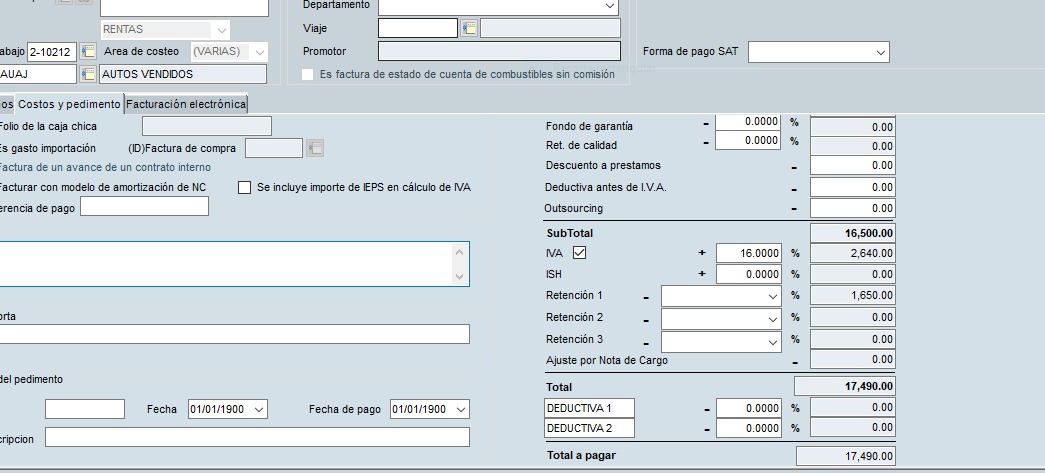 Departamento
RENTAS
Viaje
abajo 2-10212 Area de costeo (VARIAS)
Promotor
Forma de pago SAT
AUAJ AUTOS VENDIDOS
Es factura de estado de cuenta de combustibles sin comisión
os Costos y pedimento Facturación electrónica
Folio de la caja chica
Es gasto importación (ID)Factura de compra
Factura de un avance de un contrato interno
Facturar con modelo de amortización de NC Se incluye importe de IEPS en cálculo de IVA
erencia de pago
orta
del pedimento
Fecha 01/01/1900 Fecha de pago 01/01/1900
cripcion
Fondo de garantía - 0.0000 % 0.00
Ret. de calidad - 0.0000 % 0.00
Descuento a prestamos - 0.00
Deductiva antes de I.V.A. - 0.00
Outsourcing - 0.00
SubTotal 16,500.00
IVA + 16.0000 % 2,640.00
ISH + 0.0000 % 0.00
Retención 1 - % 1,650.00
Retención 2 - % 0.00
Retención 3 - % 0.00
Ajuste por Nota de Cargo - 0.00
Total 17,490.00
DEDUCTIVA 1 - 0.0000 % 0.00
DEDUCTIVA 2 - 0.0000 % 0.00
Total a pagar 17,490.00